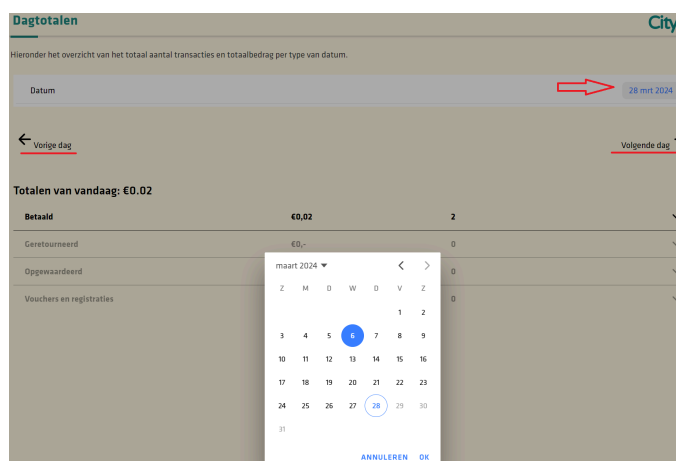 Dagtotalen
City
Hieronder het overzicht van het totaal aantal transacties en totaalbedrag per type van datum.
Datum 28 mrt 2024
Vorige dag Volgende dag
Totalen van vandaag: €0.02
Betaald €0,02 2
Geretourneerd €0,- 0
Opgewaardeerd 0
Vouchers en registraties 0
maart 2024
Z M D W D V Z
1 2
3 4 5 6 7 8 9
10 11 12 13 14 15 16
17 18 19 20 21 22 23
24 25 26 27 28 29 30
31
ANNULEREN OK